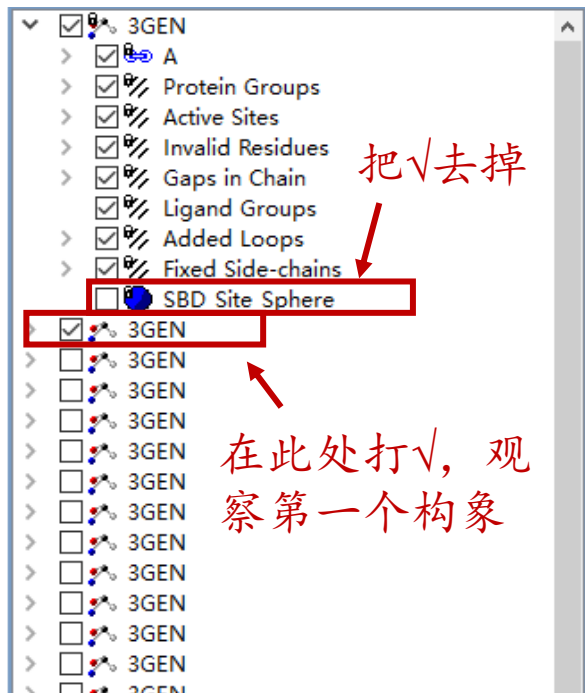 3GEN
A
Protein Groups
Active Sites
Invalid Residues
Gaps in Chain
Ligand Groups
Added Loops
Fixed Side-chains
SBD Site Sphere
把√去掉
3GEN
3GEN
3GEN
3GEN
3GEN
3GEN
3GEN
3GEN
3GEN
3GEN
3GEN
3GEN
3GEN
在此处打√，观
察第一个构象